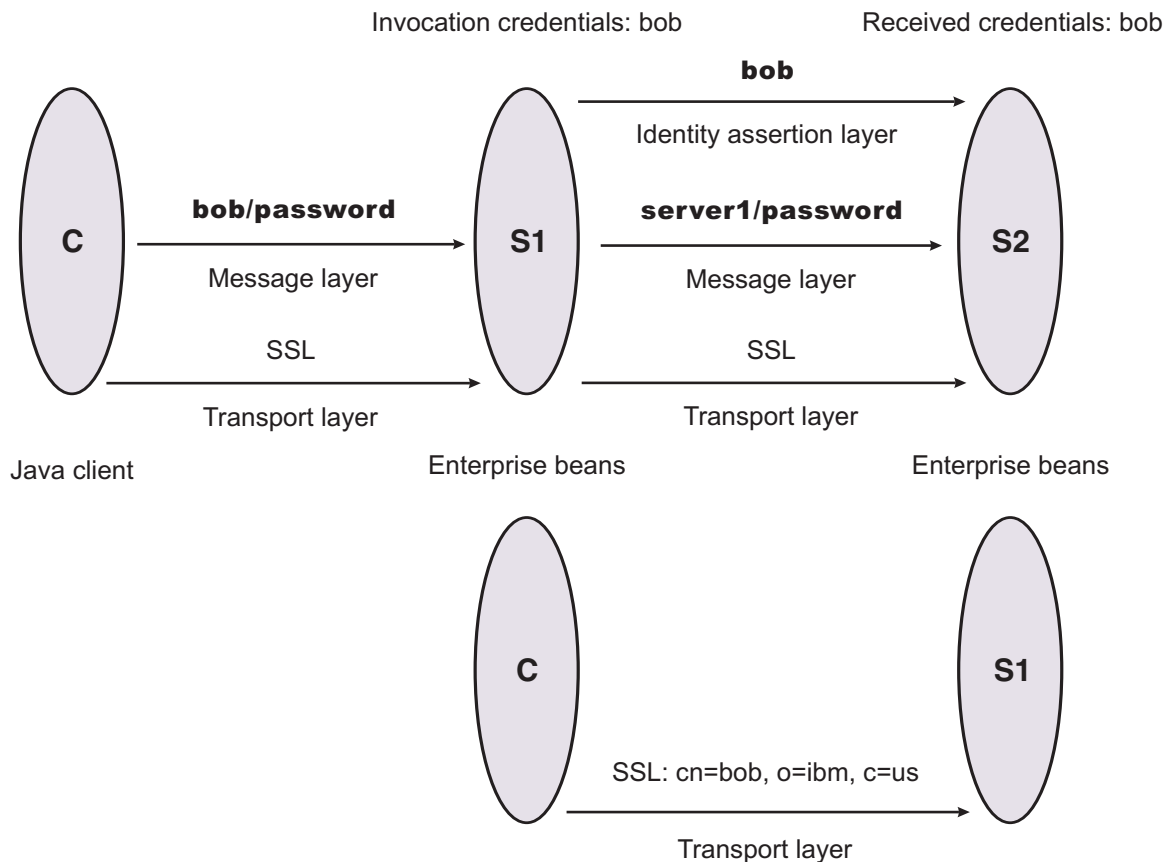 Invocation credentials: bob
Received credentials: bob
bob
Identity assertion layer
bob/password
server1/password
C
S1
S2
Message layer
Message layer
SSL
SSL
Transport layer
Transport layer
Java client
Enterprise beans
Enterprise beans
C
S1
SSL: cn=bob, o=ibm, c=us
Transport layer